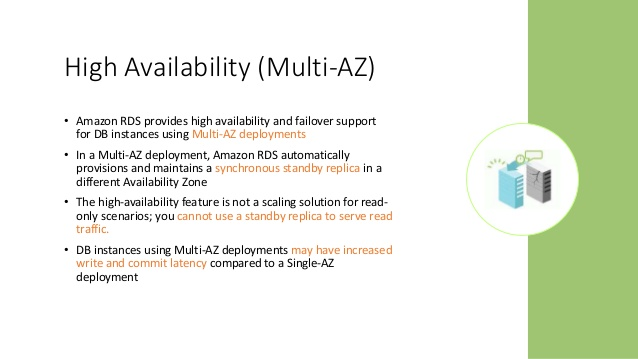 High Availability (Multi-AZ)
• Amazon RDS provides high availability and failover support
for DB instances using Multi-AZ deployments
• In a Multi-AZ deployment, Amazon RDS automatically
provisions and maintains a synchronous standby replica in a
different Availability Zone
• The high-availability feature is not a scaling solution for read-
only scenarios; you cannot use a standby replica to serve read
traffic.
• DB instances using Multi-AZ deployments may have increased
write and commit latency compared to a Single-AZ
deployment